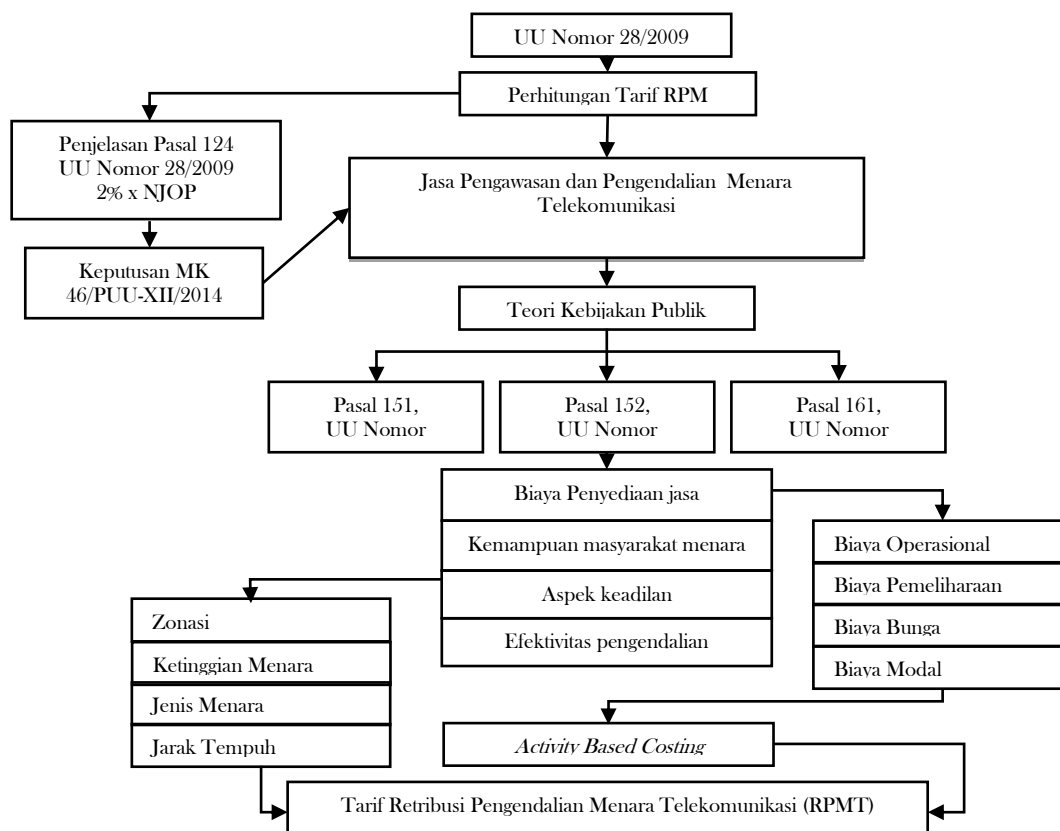 UU Nomor 28/2009
Perhitungan Tarif RPM
Penjelasan Pasal 124
UU Nomor 28/2009
2% x NJOP
Jasa Pengawasan dan Pengendalian Menara
Telekomunikasi
Keputusan MK
46/PUU-XII/2014
Teori Kebijakan Publik
Pasal 151,
UU Nomor
Pasal 152,
UU Nomor
Pasal 161,
UU Nomor
Biaya Penyediaan jasa
Kemampuan masyarakat menara
Aspek keadilan
Efektivitas pengendalian
Biaya Operasional
Biaya Pemeliharaan
Biaya Bunga
Biaya Modal
Zonasi
Ketinggian Menara
Jenis Menara
Jarak Tempuh
Activity Based Costing
Tarif Retribusi Pengendalian Menara Telekomunikasi (RPMT)